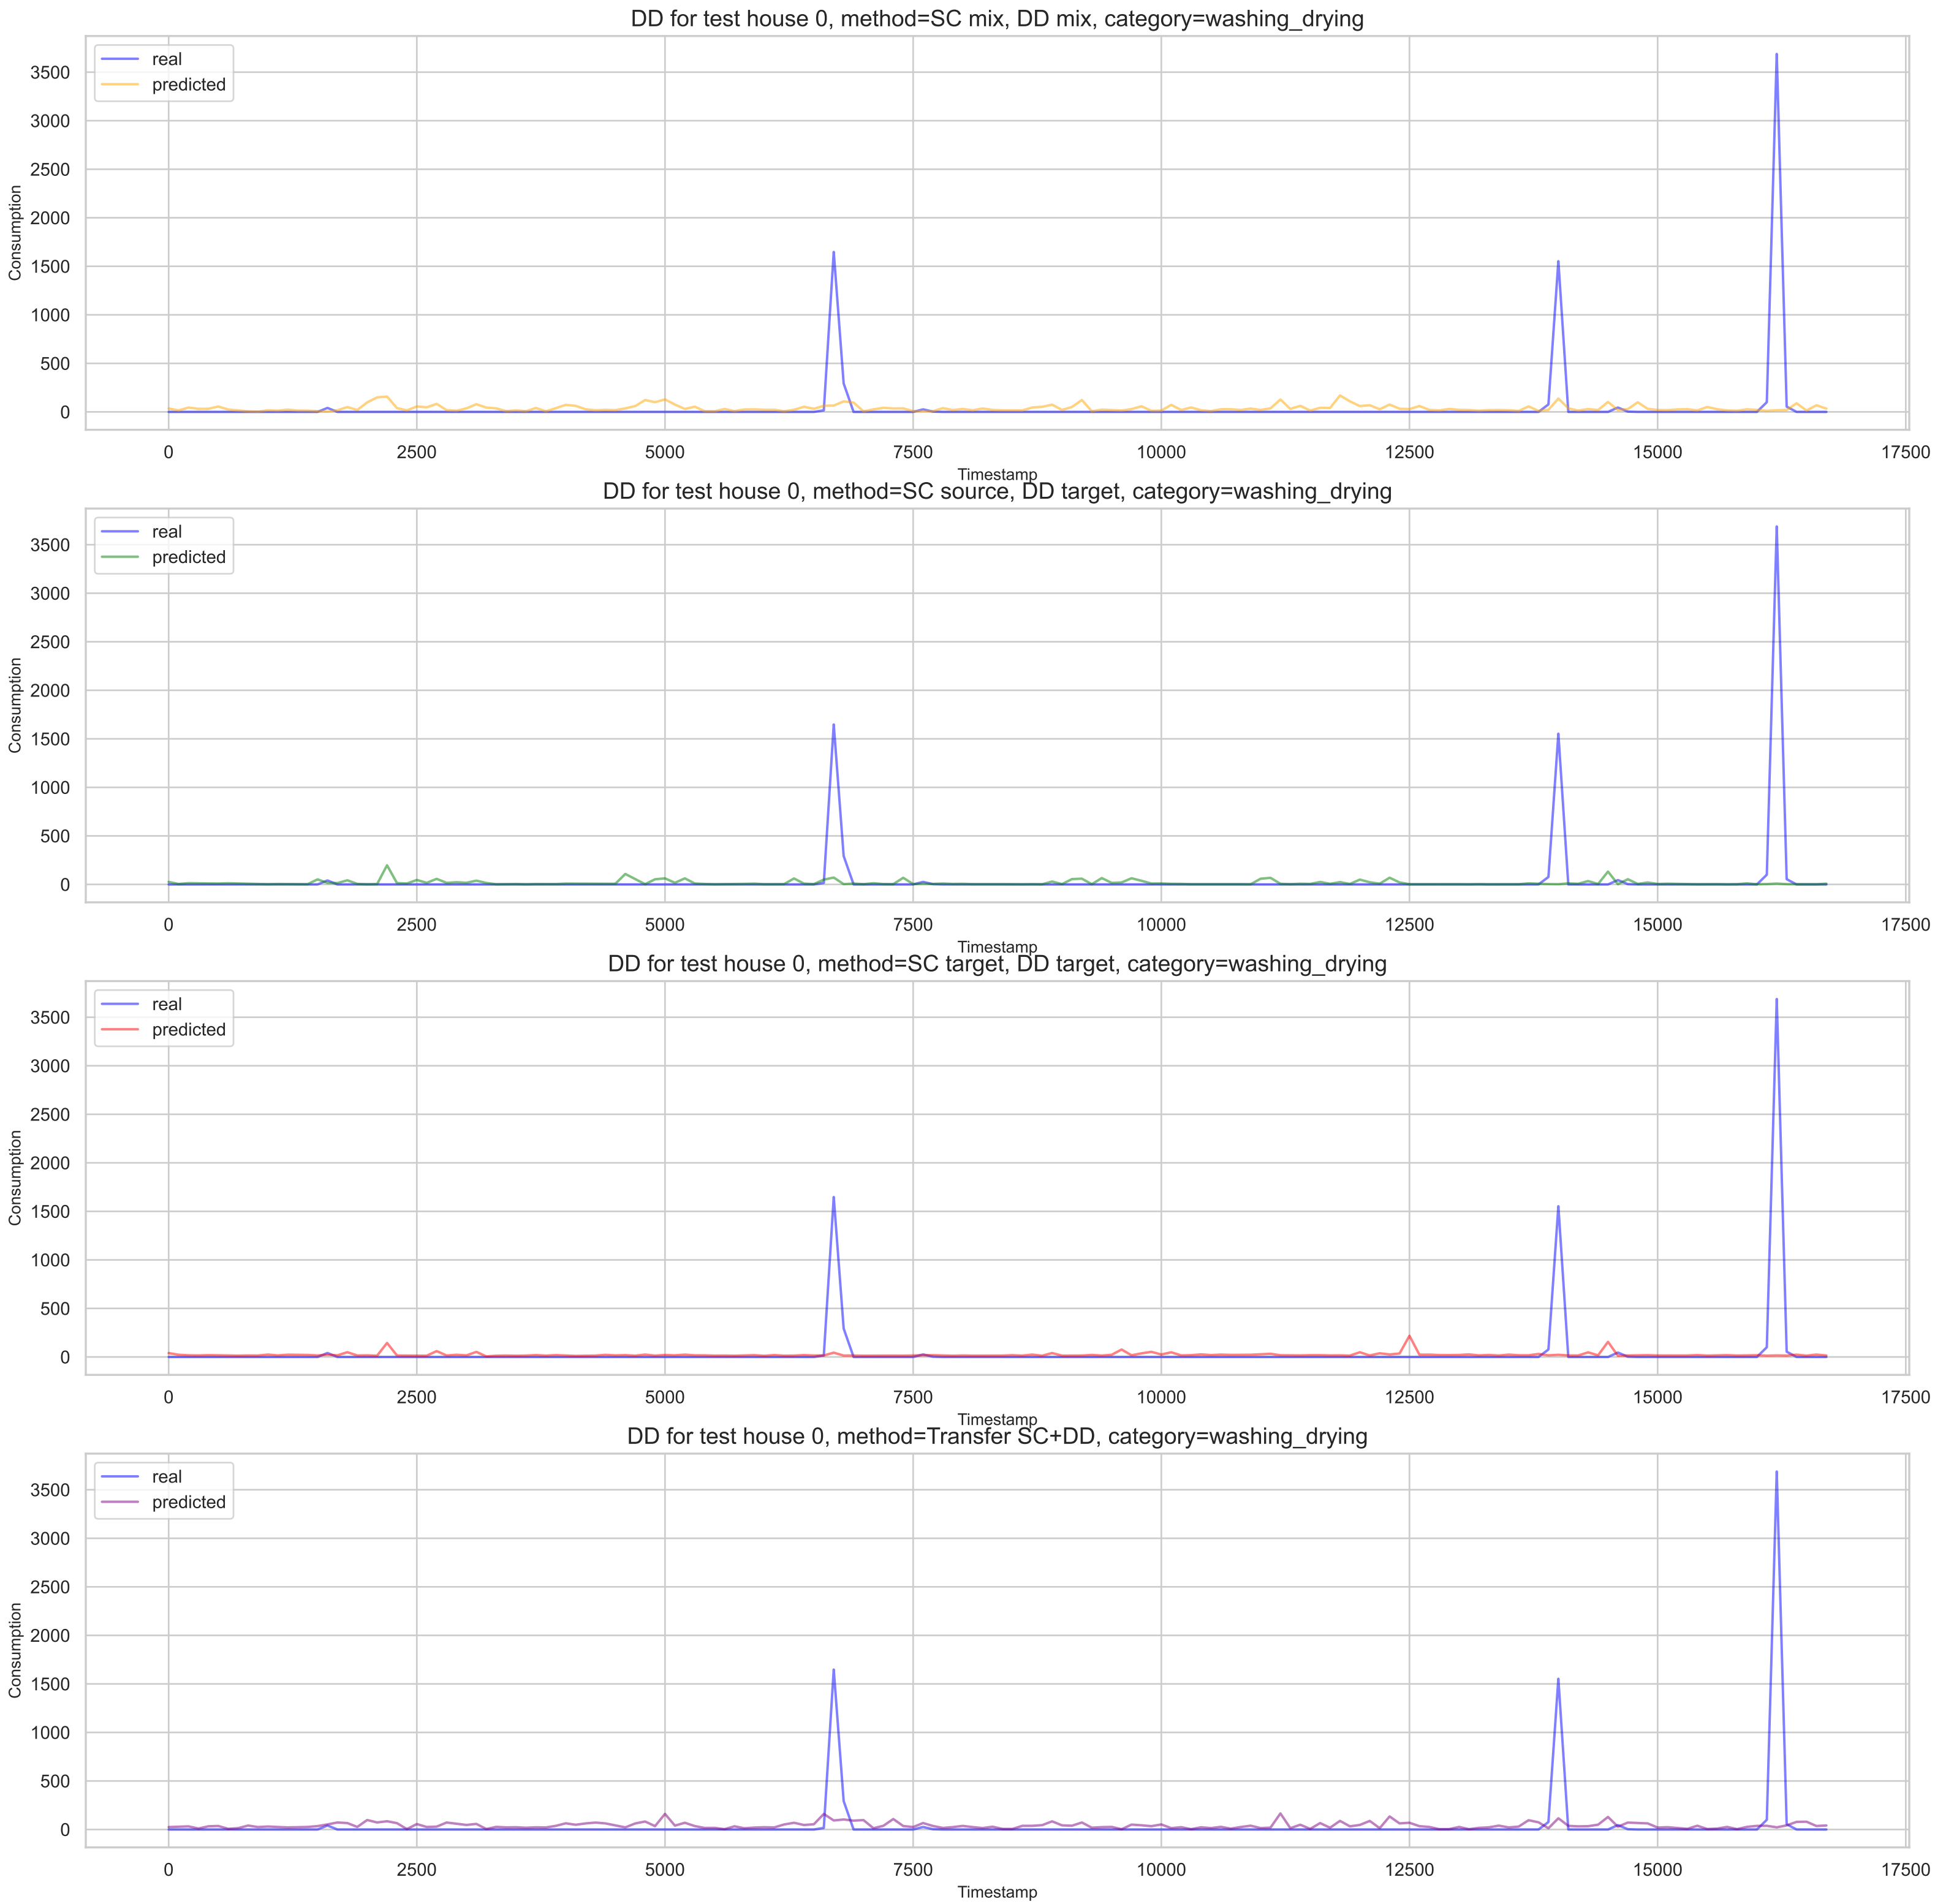 DD for test house 0, method=SC mix, DD mix, category=washing_drying
real
predicted
3500
3000
2500
2000
1500
1000
500
0
Consumption
0 2500 5000 7500 10000 12500 15000 17500
Timestamp
DD for test house 0, method=SC source, DD target, category=washing_drying
real
predicted
3500
3000
2500
2000
1500
1000
500
0
Consumption
0 2500 5000 7500 10000 12500 15000 17500
Timestamp
DD for test house 0, method=SC target, DD target, category=washing_drying
real
predicted
3500
3000
2500
2000
1500
1000
500
0
Consumption
0 2500 5000 7500 10000 12500 15000 17500
Timestamp
DD for test house 0, method=Transfer SC+DD, category=washing_drying
real
predicted
3500
3000
2500
2000
1500
1000
500
0
Consumption
0 2500 5000 7500 10000 12500 15000 17500
Timestamp